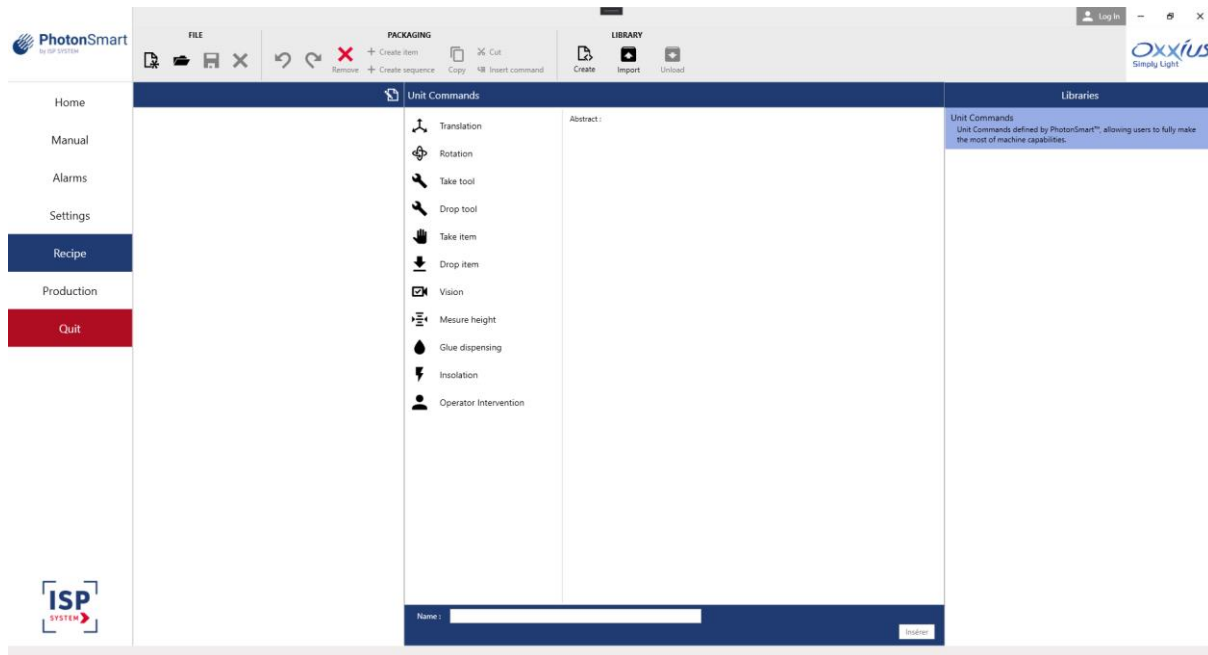 Log In
PhotonSmart
by ISP SYSTEM
FILE
PACKAGING
Remove
+ Create item
+ Create sequence
Copy
Cut
Insert command
LIBRARY
Create
Import
Unload
OXXIUS
Simply Light
Home
Manual
Alarms
Settings
Recipe
Production
Quit
ISP
SYSTEM
Unit Commands
Translation
Rotation
Take tool
Drop tool
Take item
Drop item
Vision
Mesure height
Glue dispensing
Insolation
Operator Intervention
Abstract :
Name :
Insérer
Libraries
Unit Commands
Unit Commands defined by PhotonSmart™, allowing users to fully make
the most of machine capabilities.